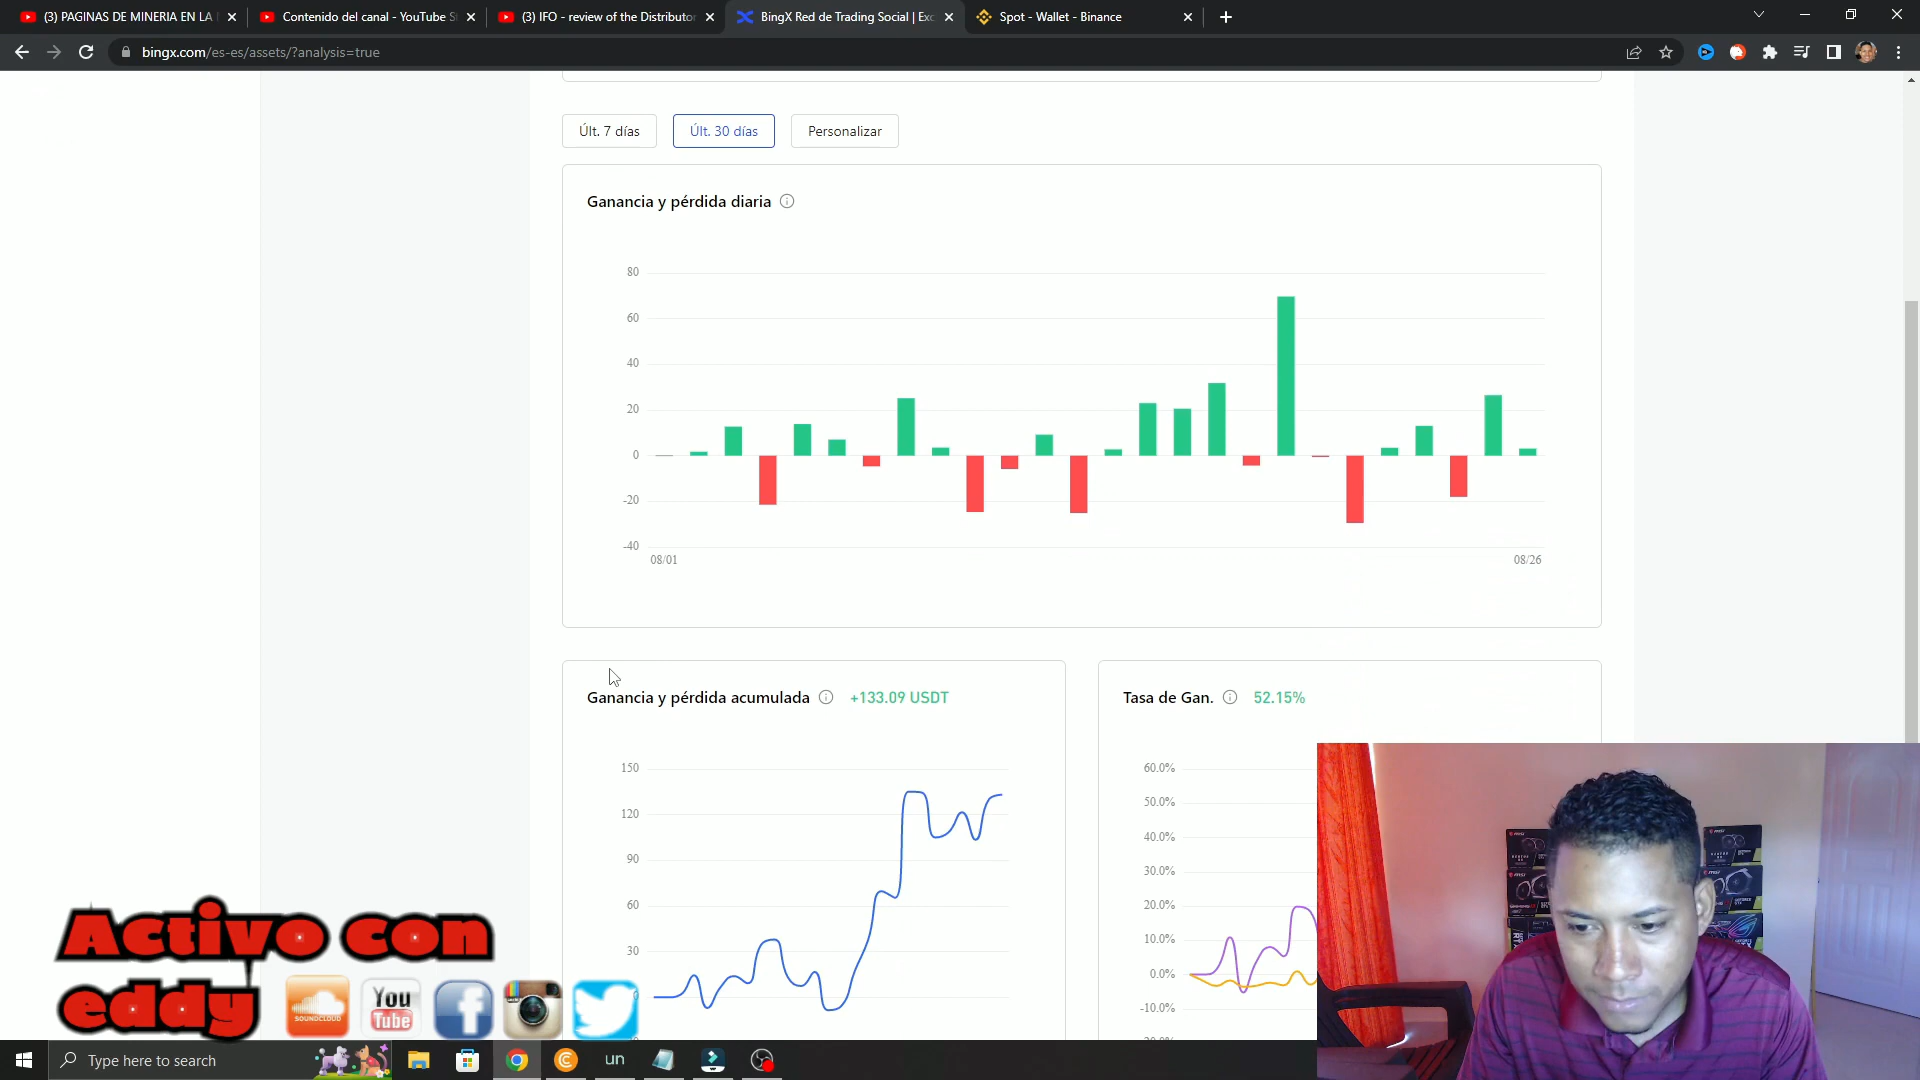 (3) PAGINAS DE MINERIA EN LA
Contenido del canal - YouTube S
(3) IFO - review of the Distributor
BingX Red de Trading Social | Exc
Spot - Wallet - Binance
bingx.com/es-es/assets/?analysis=true
Últ. 7 días
Últ. 30 días
Personalizar
Ganancia y pérdida diaria
80
60
40
20
0
-20
-40
08/01
08/26
Ganancia y pérdida acumulada +133.09 USDT
150
120
90
60
30
Tasa de Gan. 52.15%
60.0%
50.0%
40.0%
30.0%
20.0%
10.0%
0.0%
-10.0%
Activo con
eddy
SOUNDCLOUD
You
Tube
Type here to search
un